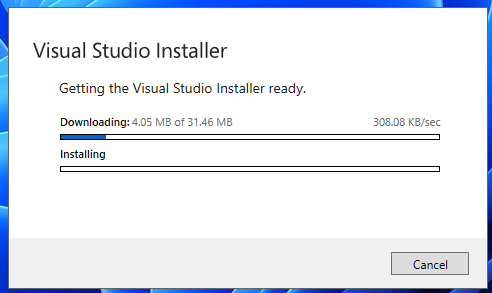 Visual Studio Installer
Getting the Visual Studio Installer ready.
Downloading: 4.05 MB of 31.46 MB 308.08 KB/sec
Installing
Cancel